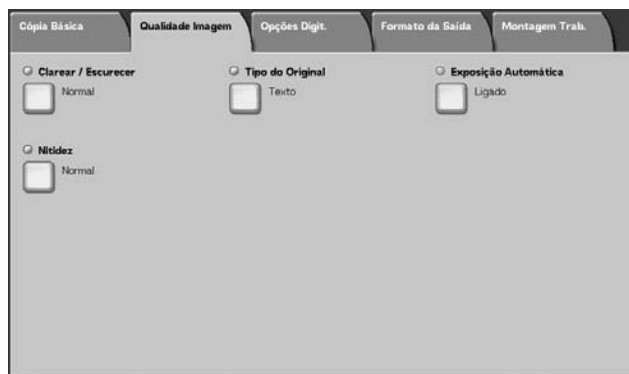 Cópia Básica
Qualidade Imagem
Opções Digit.
Formato da Saída
Montagem Trab.
Clarear / Escurecer
Normal
Tipo do Original
Texto
Exposição Automática
Ligado
Nitidez
Normal